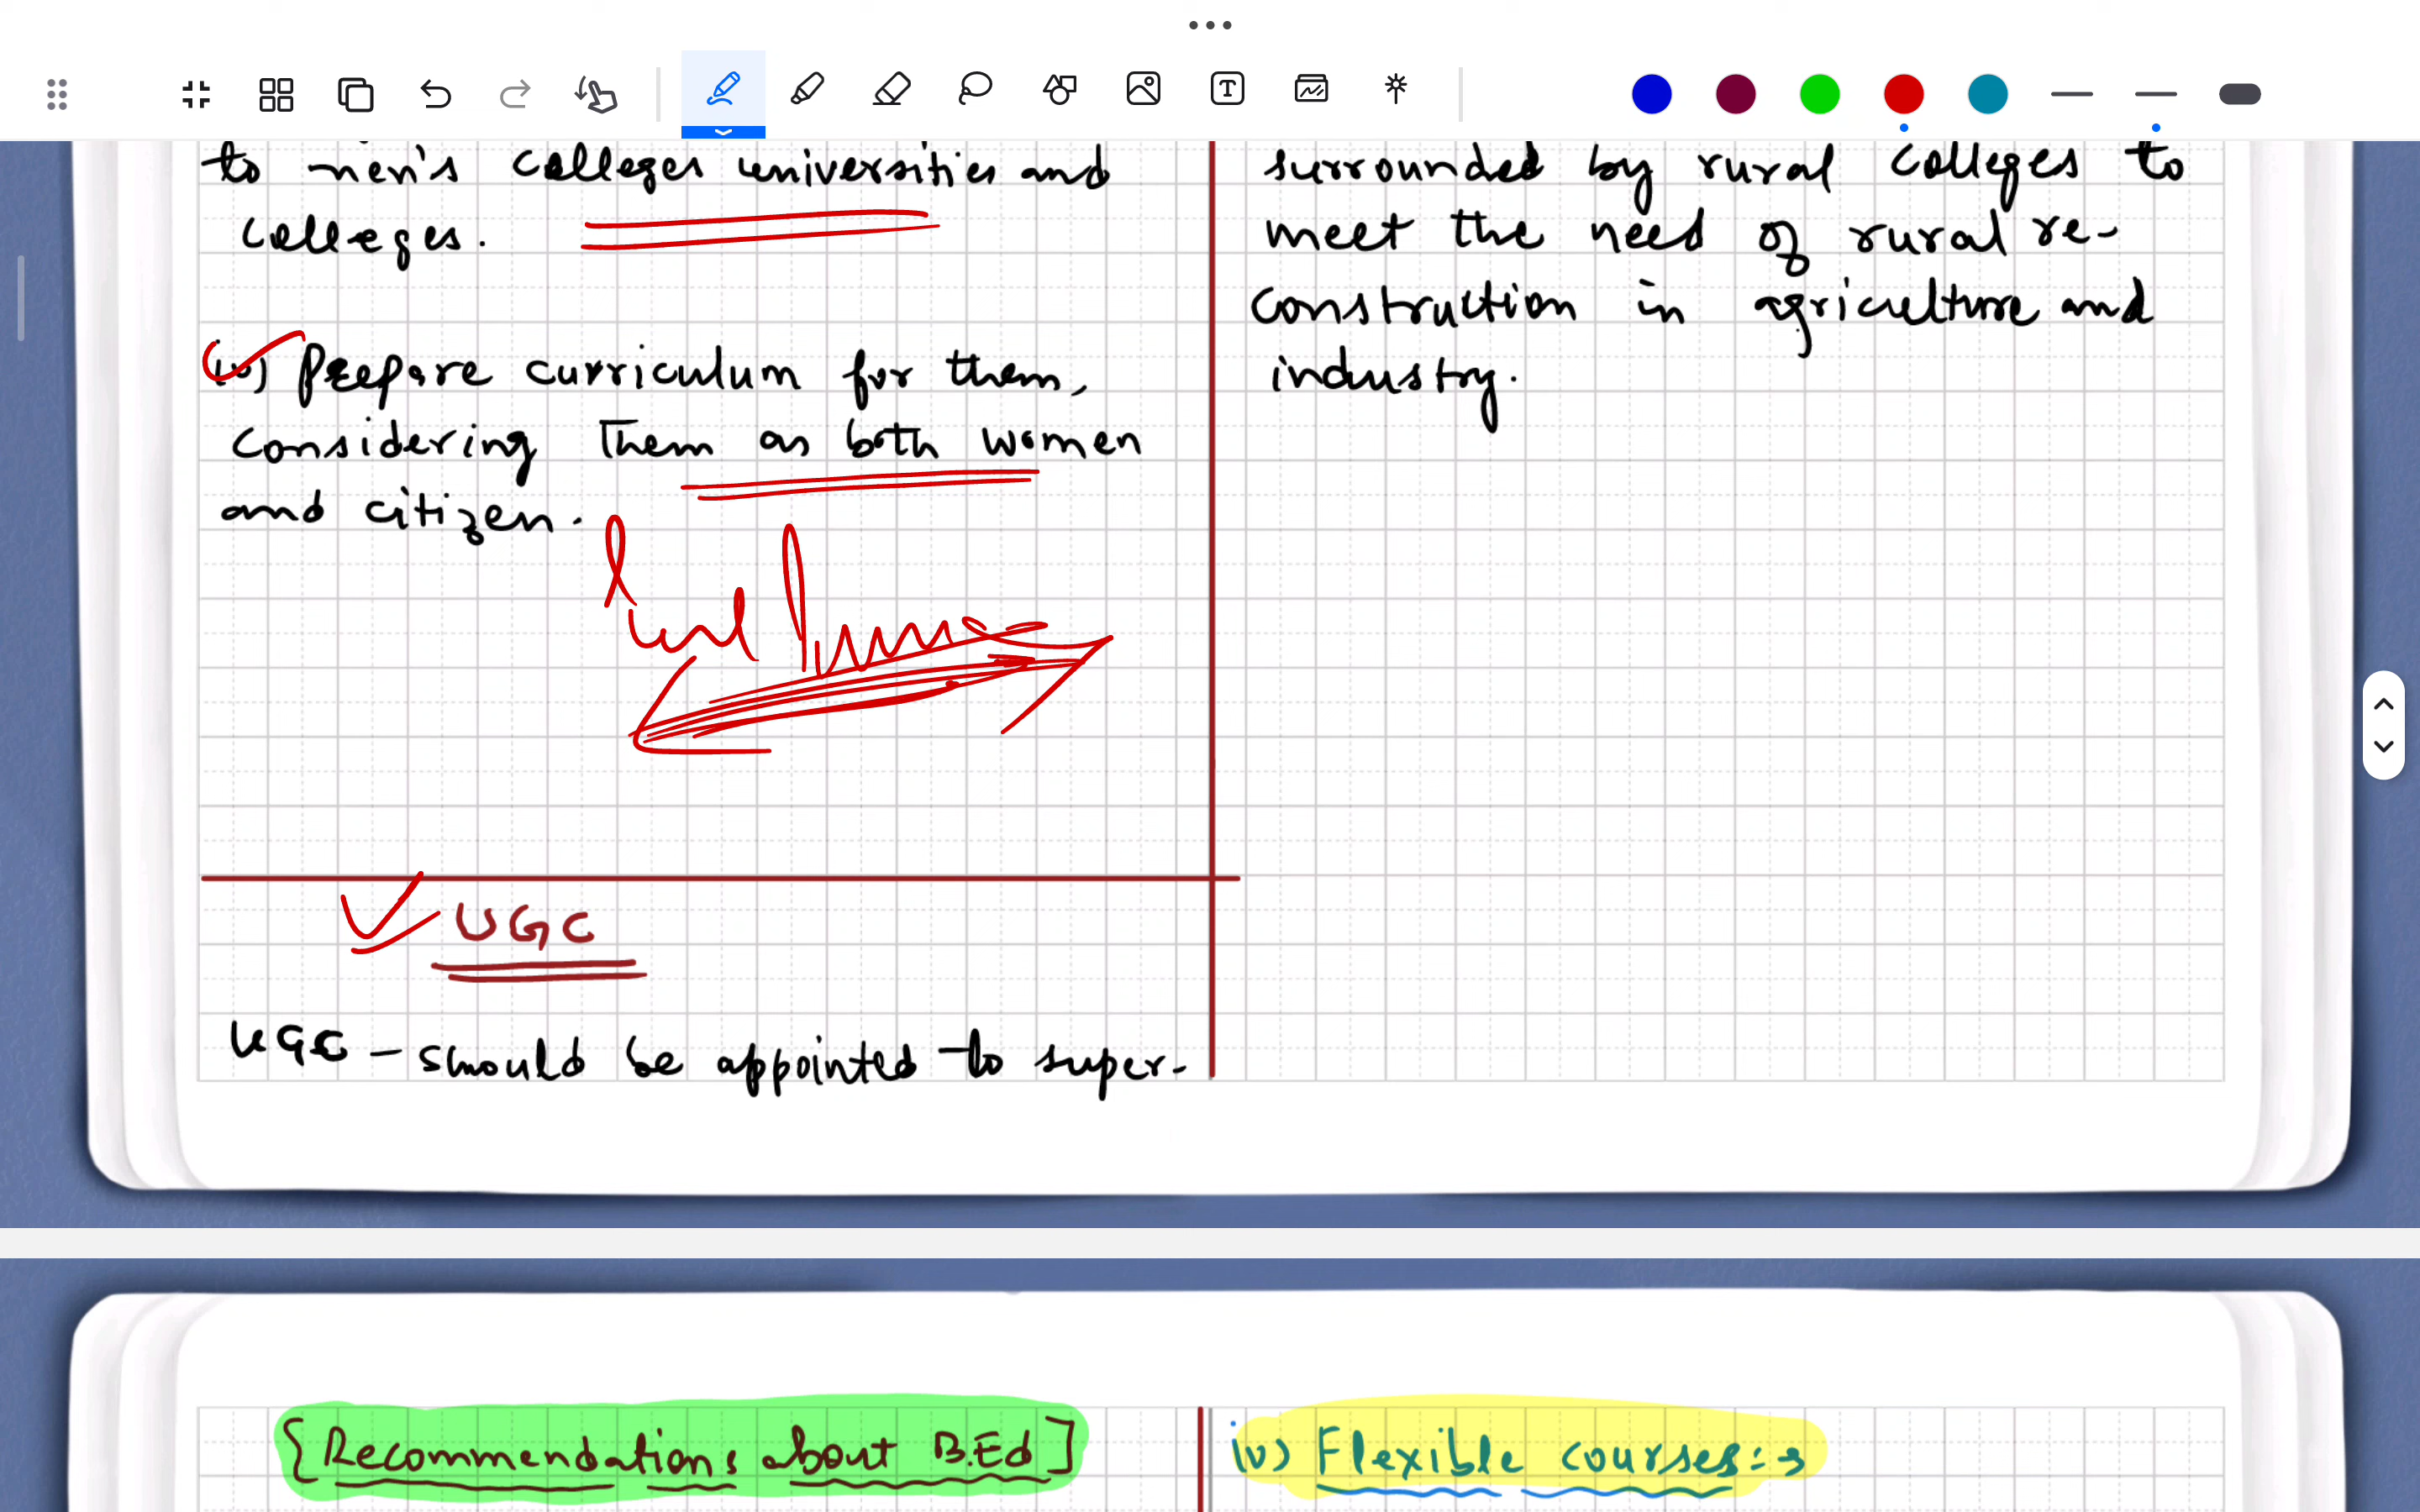 to men's colleges universities and
colleges.
iv) Prepare curriculum for them,
considering them as both women
and citizen.
UGC
UGC - should be appointed to super-
surrounded by rural colleges to
meet the need of rural re-
construction in agriculture and
industry.
{Recommendations about B.Ed]
iv) Flexible courses:→